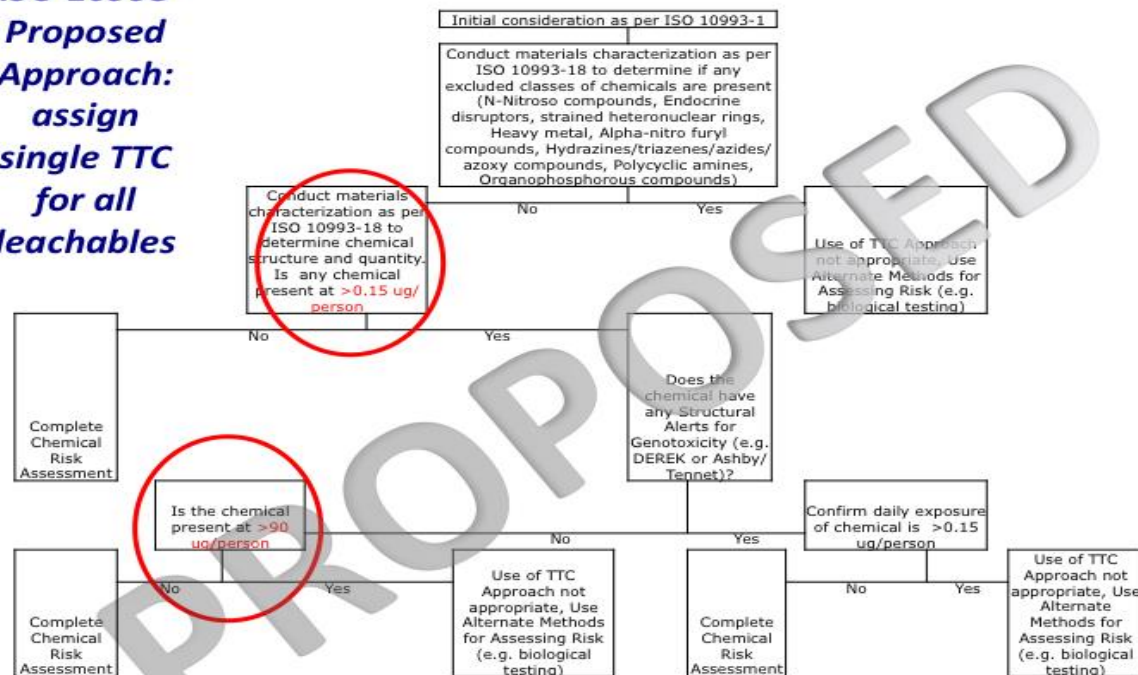 Proposed
Approach:
assign
single TTC
for all
leachables
Initial consideration as per ISO 10993-1
Conduct materials characterization as per
ISO 10993-18 to determine if any
excluded classes of chemicals are present
(N-Nitroso compounds, Endocrine
disruptors, strained heteronuclear rings,
Heavy metal, Alpha-nitro furyl
compounds, Hydrazines/triazenes/azides/
azoxy compounds, Polycyclic amines,
Organophosphorous compounds)
No
Yes
Conduct materials
characterization as per
ISO 10993-18 to
determine chemical
structure and quantity.
Is any chemical
present at >0.15 ug/
person
Use of TTC Approach
not appropriate, Use
Alternate Methods for
Assessing Risk (e.g.
biological testing)
No
Yes
Complete
Chemical
Risk
Assessment
Does the
chemical have
any Structural
Alerts for
Genotoxicity (e.g.
DEREK or Ashby/
Tennet)?
Is the chemical
present at >90
ug/person
No
Yes
Confirm daily exposure
of chemical is >0.15
ug/person
No
Yes
No
Yes
Complete
Chemical
Risk
Assessment
Use of TTC
Approach not
appropriate, Use
Alternate Methods
for Assessing Risk
(e.g. biological
testing)
Complete
Chemical
Risk
Assessment
Use of TTC
Approach not
appropriate, Use
Alternate
Methods for
Assessing Risk
(e.g. biological
testing)
PROPOSED